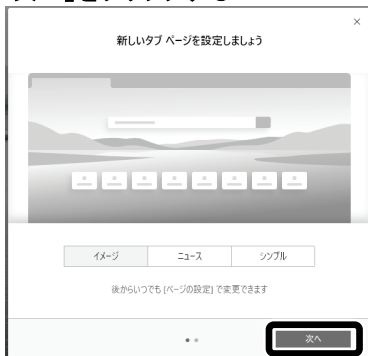 新しいタブ ページを設定しましょう
イメージ
ニュース
シンプル
後からいつでも [ページの設定] で変更できます
次へ